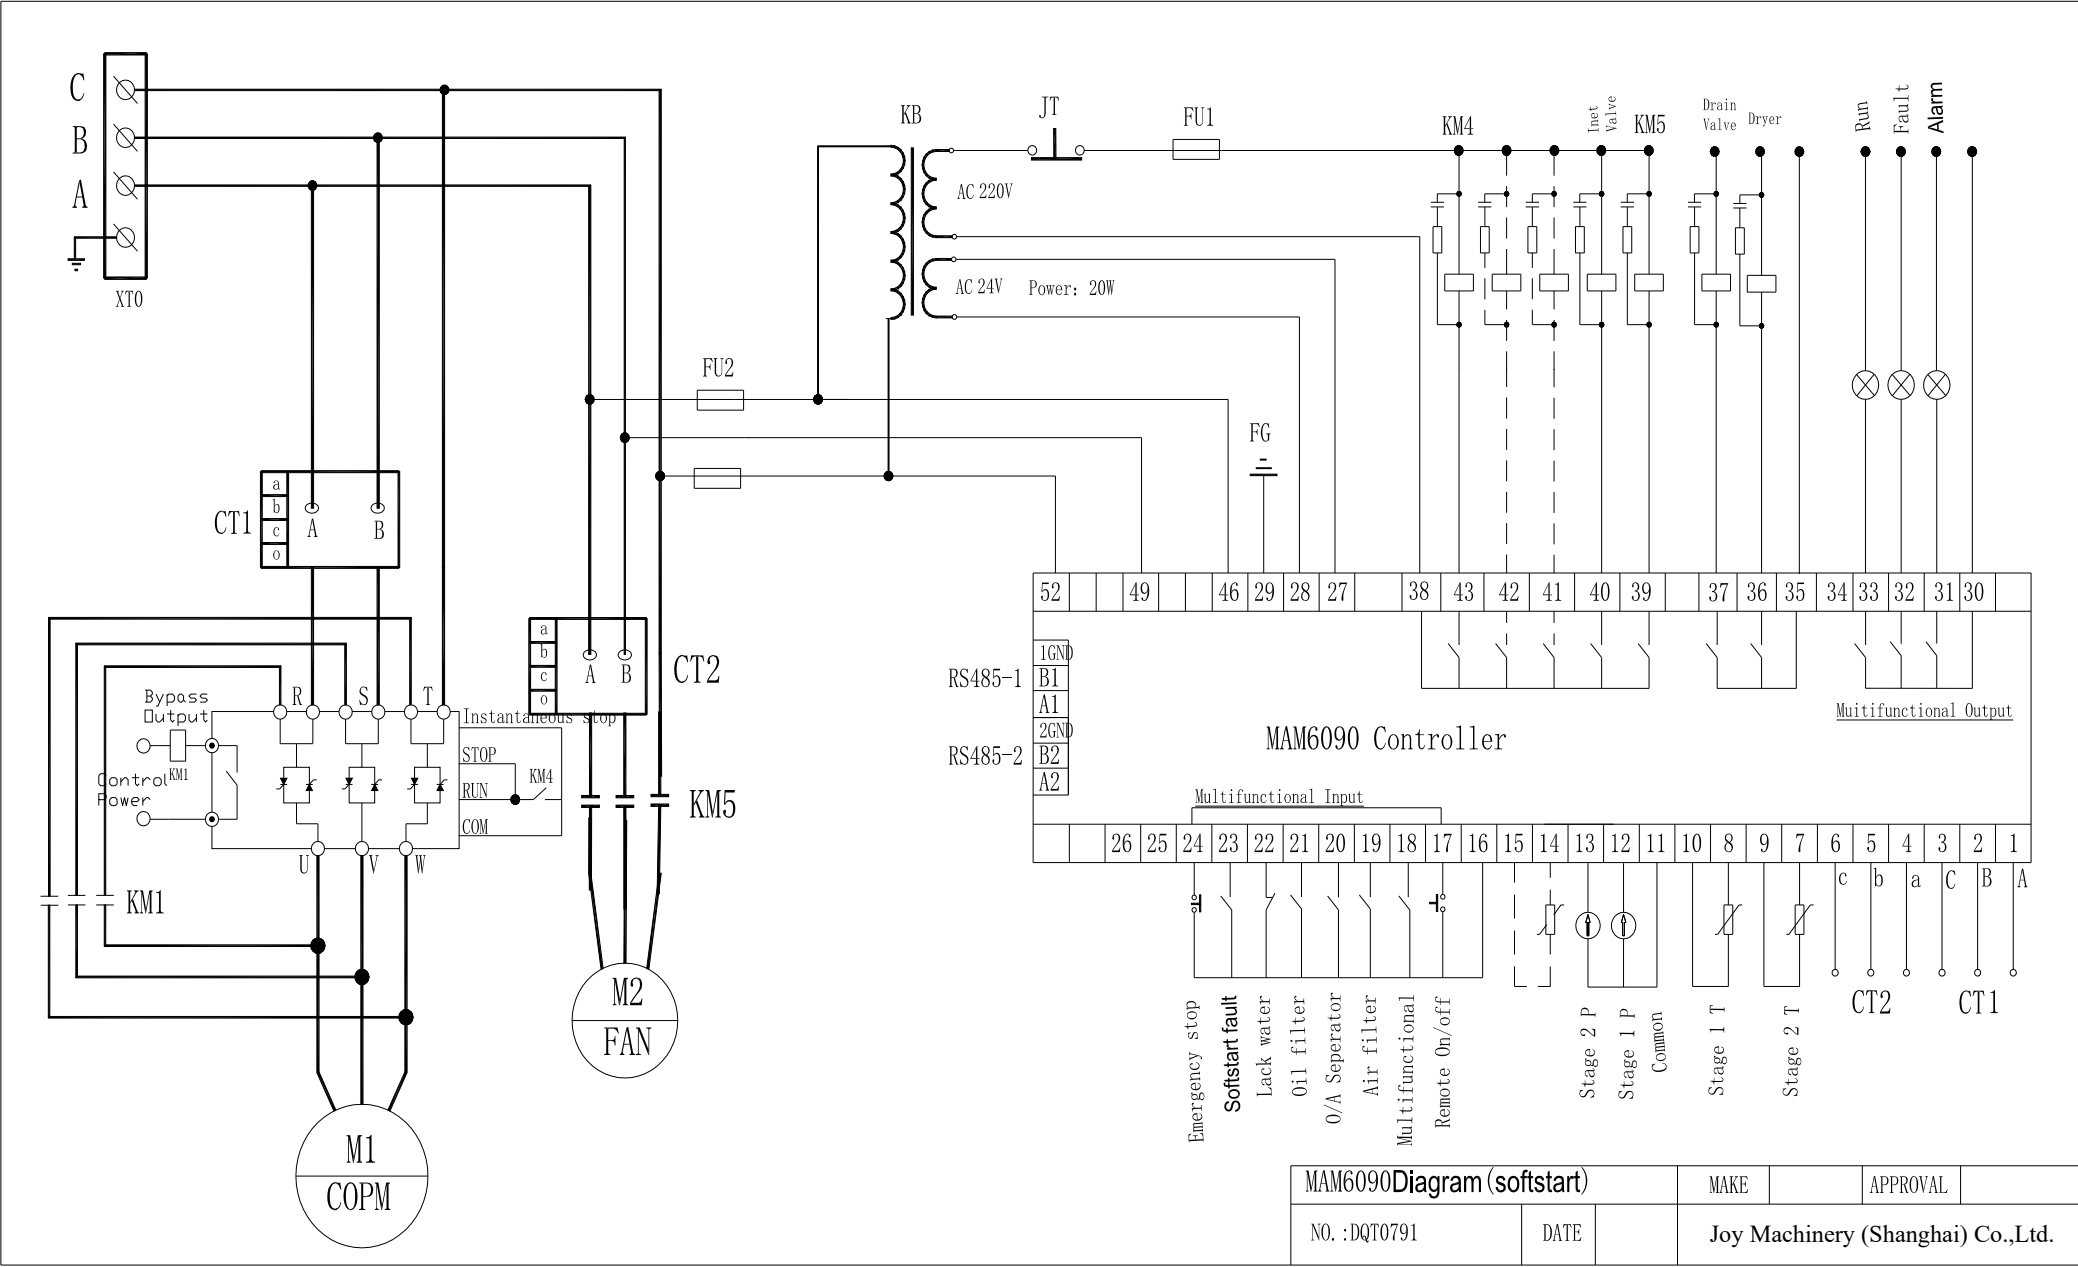 C
B
A
XT0
KB
JT
FU1
KM4
Inet
Valve
KM5
Drain
Valve
Dryer
Run
Fault
Alarm
AC 220V
AC 24V
Power: 20W
FU2
FG
CT1
a
b
c
o
A
B
CT2
a
b
c
o
A
B
Bypass
Output
R
S
T
Instantaneous stop
STOP
KM4
RUN
COM
Control
KM1
Power
U
V
W
KM1
KM5
M2
FAN
M1
COPM
52
49
46
29
28
27
38
43
42
41
40
39
37
36
35
34
33
32
31
30
1GND
RS485-1
B1
A1
2GND
RS485-2
B2
A2
MAM6090 Controller
Muitifunctional Output
Multifunctional Input
26
25
24
23
22
21
20
19
18
17
16
15
14
13
12
11
10
8
9
7
6
5
4
3
2
1
c
b
a
C
B
A
CT2
CT1
Emergency stop
Softstart fault
Lack water
Oil filter
O/A Seperator
Air filter
Multifunctional
Remote On/off
Stage 2 P
Stage 1 P
Common
Stage 1 T
Stage 2 T
MAM6090Diagram(softstart)
MAKE
APPROVAL
NO.:DQT0791
DATE
Joy Machinery (Shanghai) Co.,Ltd.